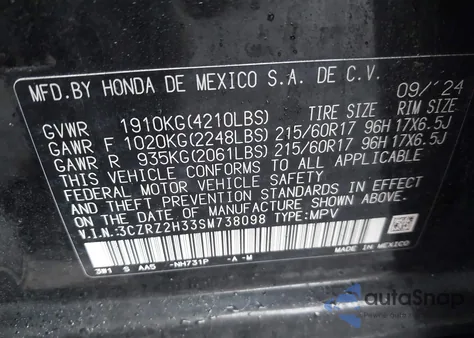 MFD.BY HONDA DE MEXICO S.A. DE C.V. 09/'24
TIRE SIZE RIM SIZE
GVWR 1910KG(4210LBS)
GAWR F 1020KG(2248LBS) 215/60R17 96H 17X6.5J
GAWR R 935KG(2061LBS) 215/60R17 96H 17X6.5J
THIS VEHICLE CONFORMS TO ALL APPLICABLE
FEDERAL MOTOR VEHICLE SAFETY
AND THEFT PREVENTION STANDARDS IN EFFECT
ON THE DATE OF MANUFACTURE SHOWN ABOVE.
V.I.N.:3CZRZ2H33SM738098 TYPE:MPV
301 S AA5 -NH731P -A -M MADE IN MEXICO
autoSnap